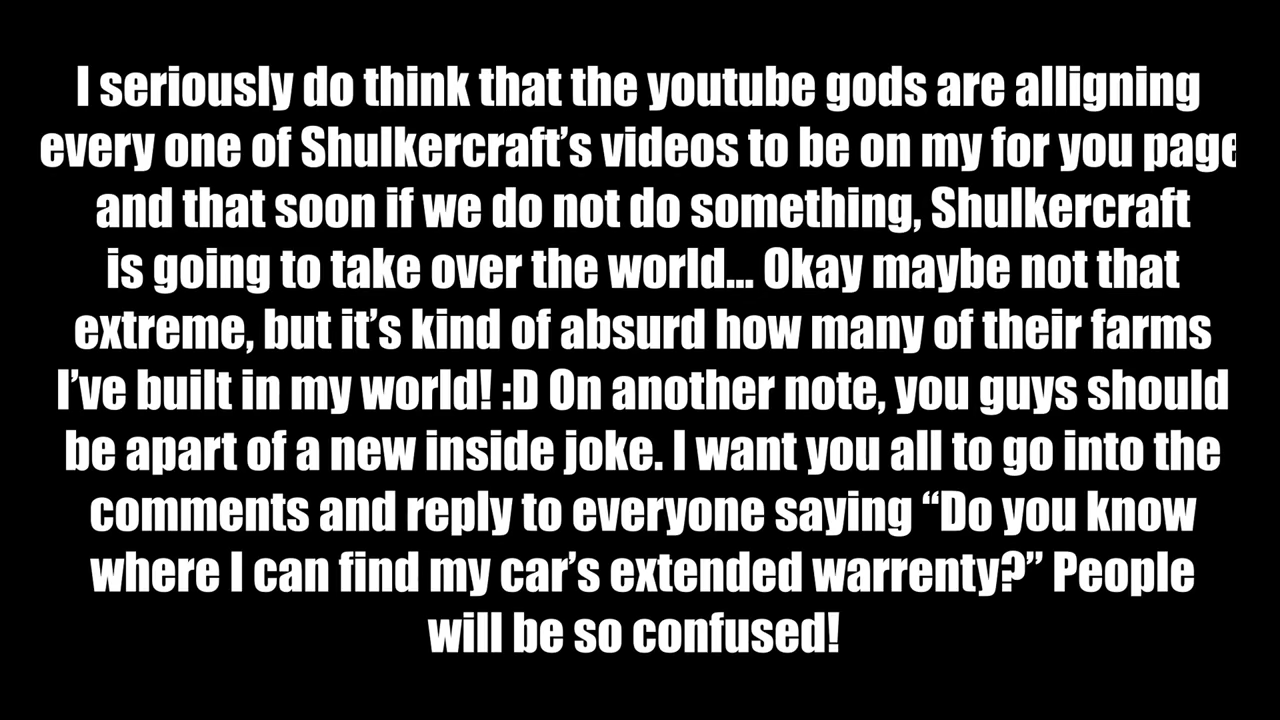 I seriously do think that the youtube gods are alligning
every one of Shulkercraft’s videos to be on my for you page
and that soon if we do not do something, Shulkercraft
is going to take over the world... Okay maybe not that
extreme, but it’s kind of absurd how many of their farms
I’ve built in my world! :D On another note, you guys should
be apart of a new inside joke. I want you all to go into the
comments and reply to everyone saying “Do you know
where I can find my car’s extended warrenty?” People
will be so confused!